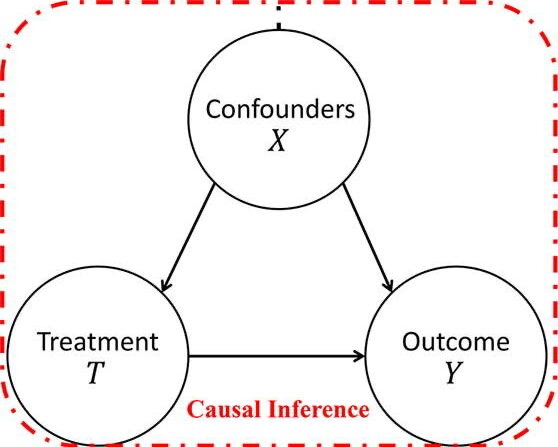 Confounders
X
Treatment
T
Outcome
Y
Causal Inference